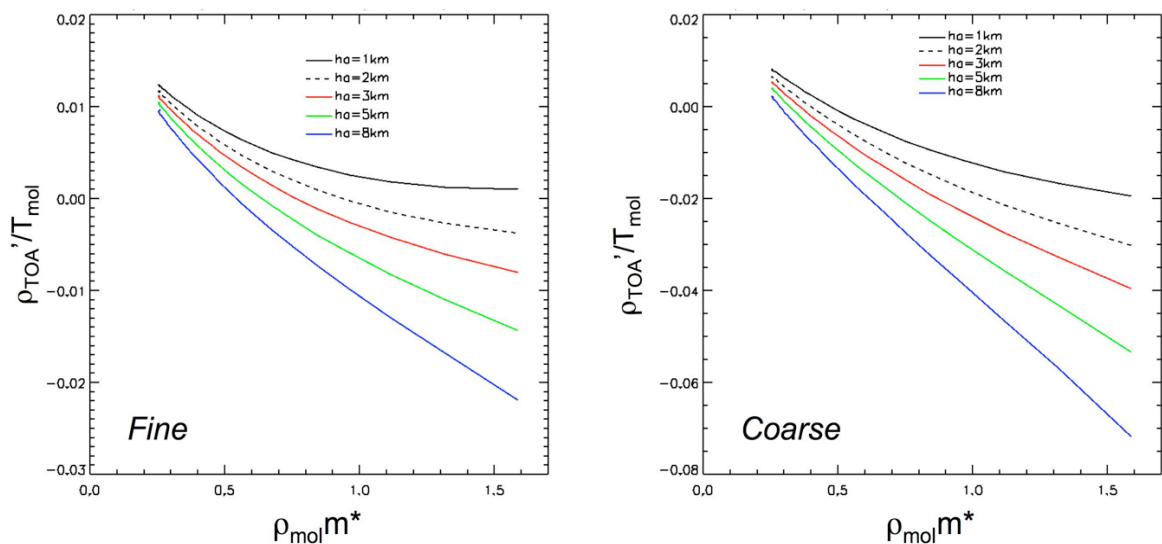 0.02
0.01
0.00
−0.01
−0.02
−0.03
ρTOA'/Tmol
ha=1km
ha=2km
ha=3km
ha=5km
ha=8km
Fine
0.0 0.5 1.0 1.5
ρmolm*
0.02
0.00
−0.02
−0.04
−0.06
−0.08
ρTOA'/Tmol
ha=1km
ha=2km
ha=3km
ha=5km
ha=8km
Coarse
0.0 0.5 1.0 1.5
ρmolm*